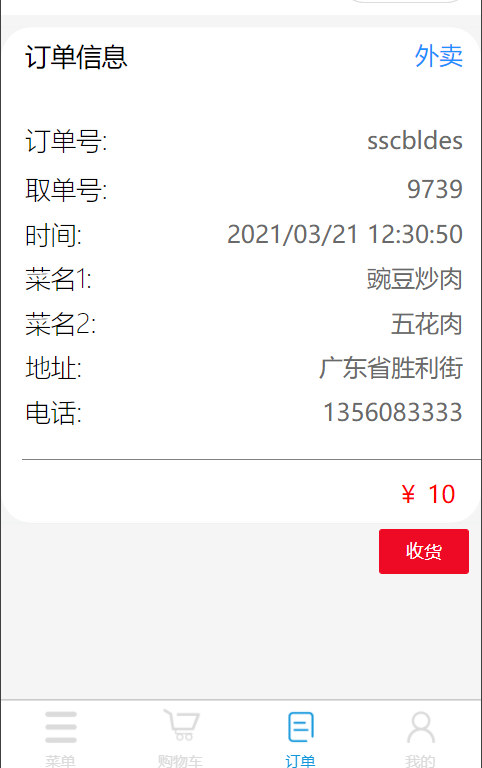 订单信息 外卖
订单号: sscbldes
取单号: 9739
时间: 2021/03/21 12:30:50
菜名1: 豌豆炒肉
菜名2: 五花肉
地址: 广东省胜利街
电话: 1356083333
¥ 10
收货
菜单 购物车 订单 我的